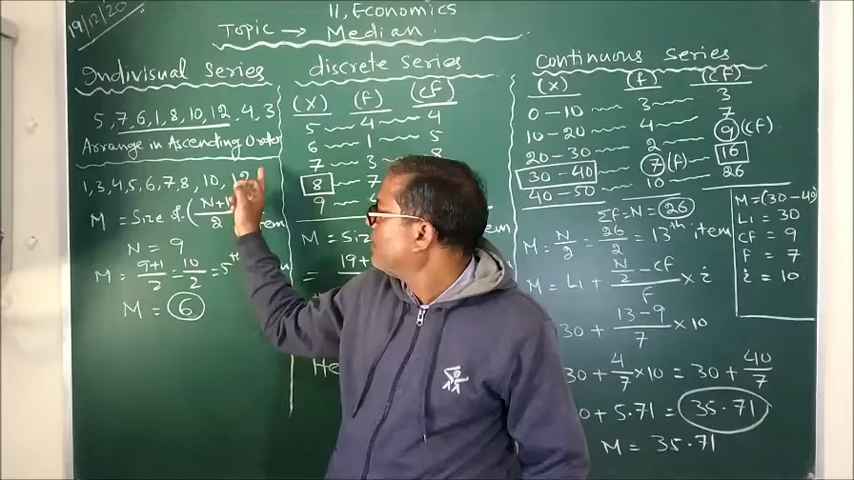 19/12/20
11, Economics
Topic → Median.
Indivisual Series
5,7,6,1,8,10,12,4,3
Arrange in Ascending Order
1,3,4,5,6,7,8,10,12
M = Size of (N+1/2
N = 9
M = 9+1/2 = 10/2 = 5th
M = 6
discrete Series
(X) (f) (cf)
5 4 4
6 1 5
7 3 8
8 7
9
M = Siz
= 19+
He
Continuous Series
(X) (f) (cf)
0-10 3 3
10-20 4 7
20-30 2 9 (cf)
30-40 7 (f) 16
40-50 10 26
Σf = N = 26
M = N/2 = 26/2 = 13th item
M = L1 + N/2 - cf / f × i
30 + 13-9/7 × 10
30 + 4/7 × 10 = 30 + 40/7
0 + 5.71 = 35.71
M = 35.71
M = (30-40)
L1 = 30
cf = 9
F = 7
i = 10